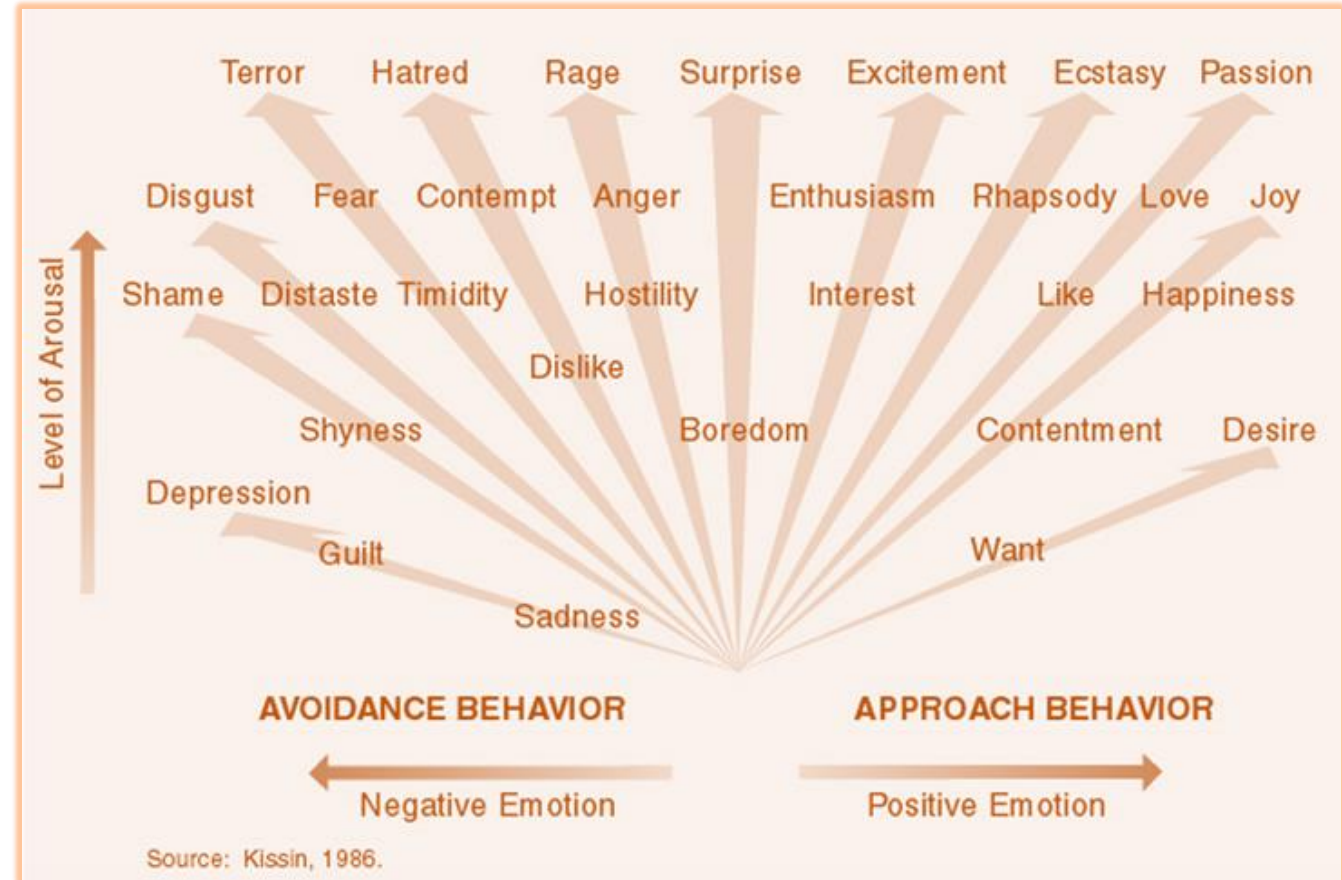 Terror Hatred Rage Surprise Excitement Ecstasy Passion
Disgust Fear Contempt Anger Enthusiasm Rhapsody Love Joy
Shame Distaste Timidity Hostility Interest Like Happiness
Dislike
Shyness Boredom Contentment Desire
Depression
Guilt Want
Sadness
Level of Arousal
AVOIDANCE BEHAVIOR APPROACH BEHAVIOR
Negative Emotion Positive Emotion
Source: Kissin, 1986.